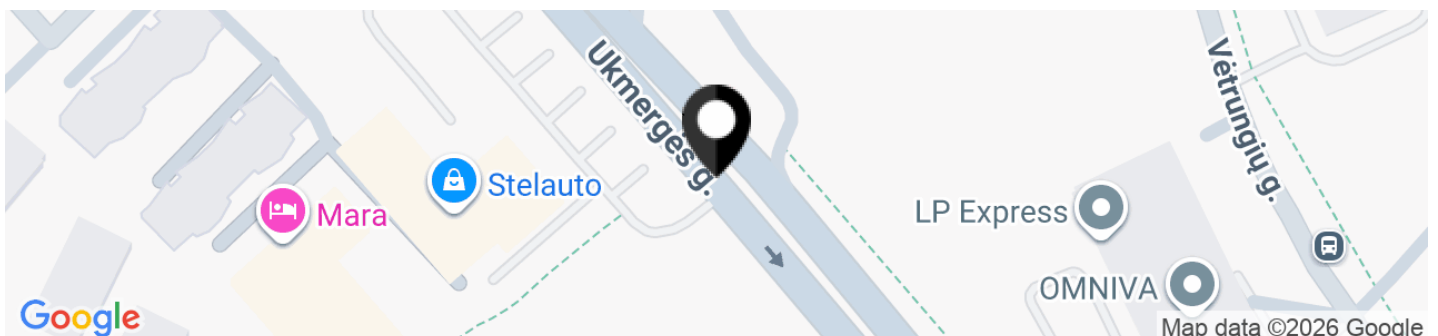 Ukmergės g.
Vėtrungių g.
Stelauto
Mara
LP Express
OMNIVA
Google
Map data ©2026 Google